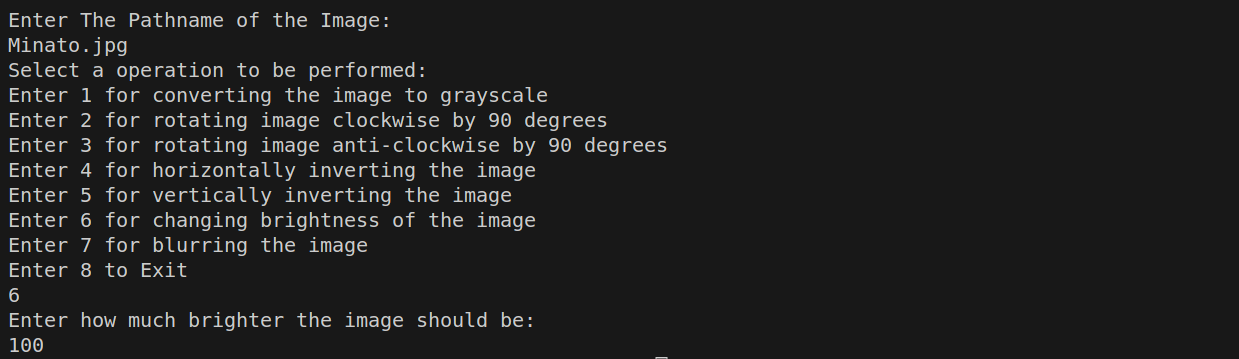 Enter The Pathname of the Image:
Minato.jpg
Select a operation to be performed:
Enter 1 for converting the image to grayscale
Enter 2 for rotating image clockwise by 90 degrees
Enter 3 for rotating image anti-clockwise by 90 degrees
Enter 4 for horizontally inverting the image
Enter 5 for vertically inverting the image
Enter 6 for changing brightness of the image
Enter 7 for blurring the image
Enter 8 to Exit
6
Enter how much brighter the image should be:
100